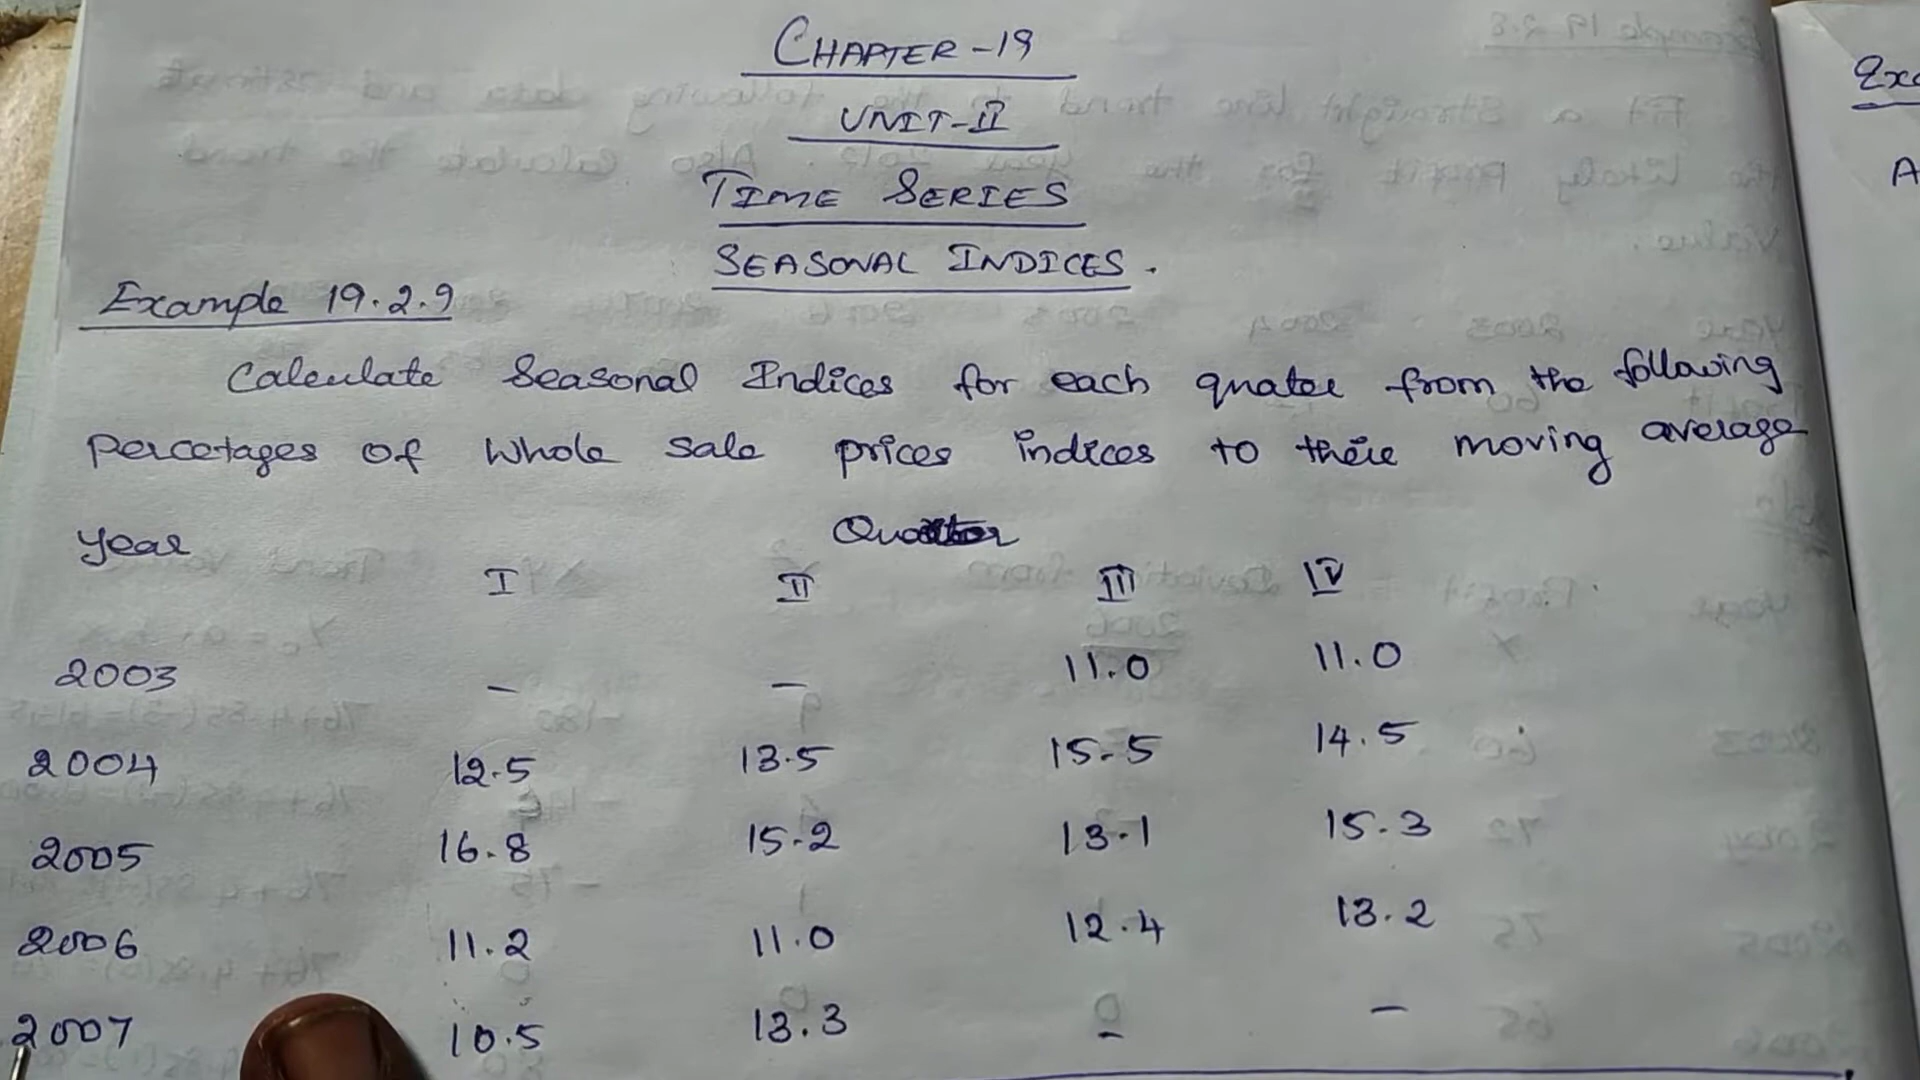 CHAPTER-19
UNIT-II
TIME SERIES
SEASONAL INDICES.
Example 19.2.9
Calculate Seasonal Indices for each quater from the following
Percetages of Whole Sale prices indices to their moving average
Year Quarter
I II III IV
2003 - - 11.0 11.0
2004 12.5 13.5 15.5 14.5
2005 16.8 15.2 13.1 15.3
2006 11.2 11.0 12.4 13.2
2007 10.5 13.3 - -
Exa
A